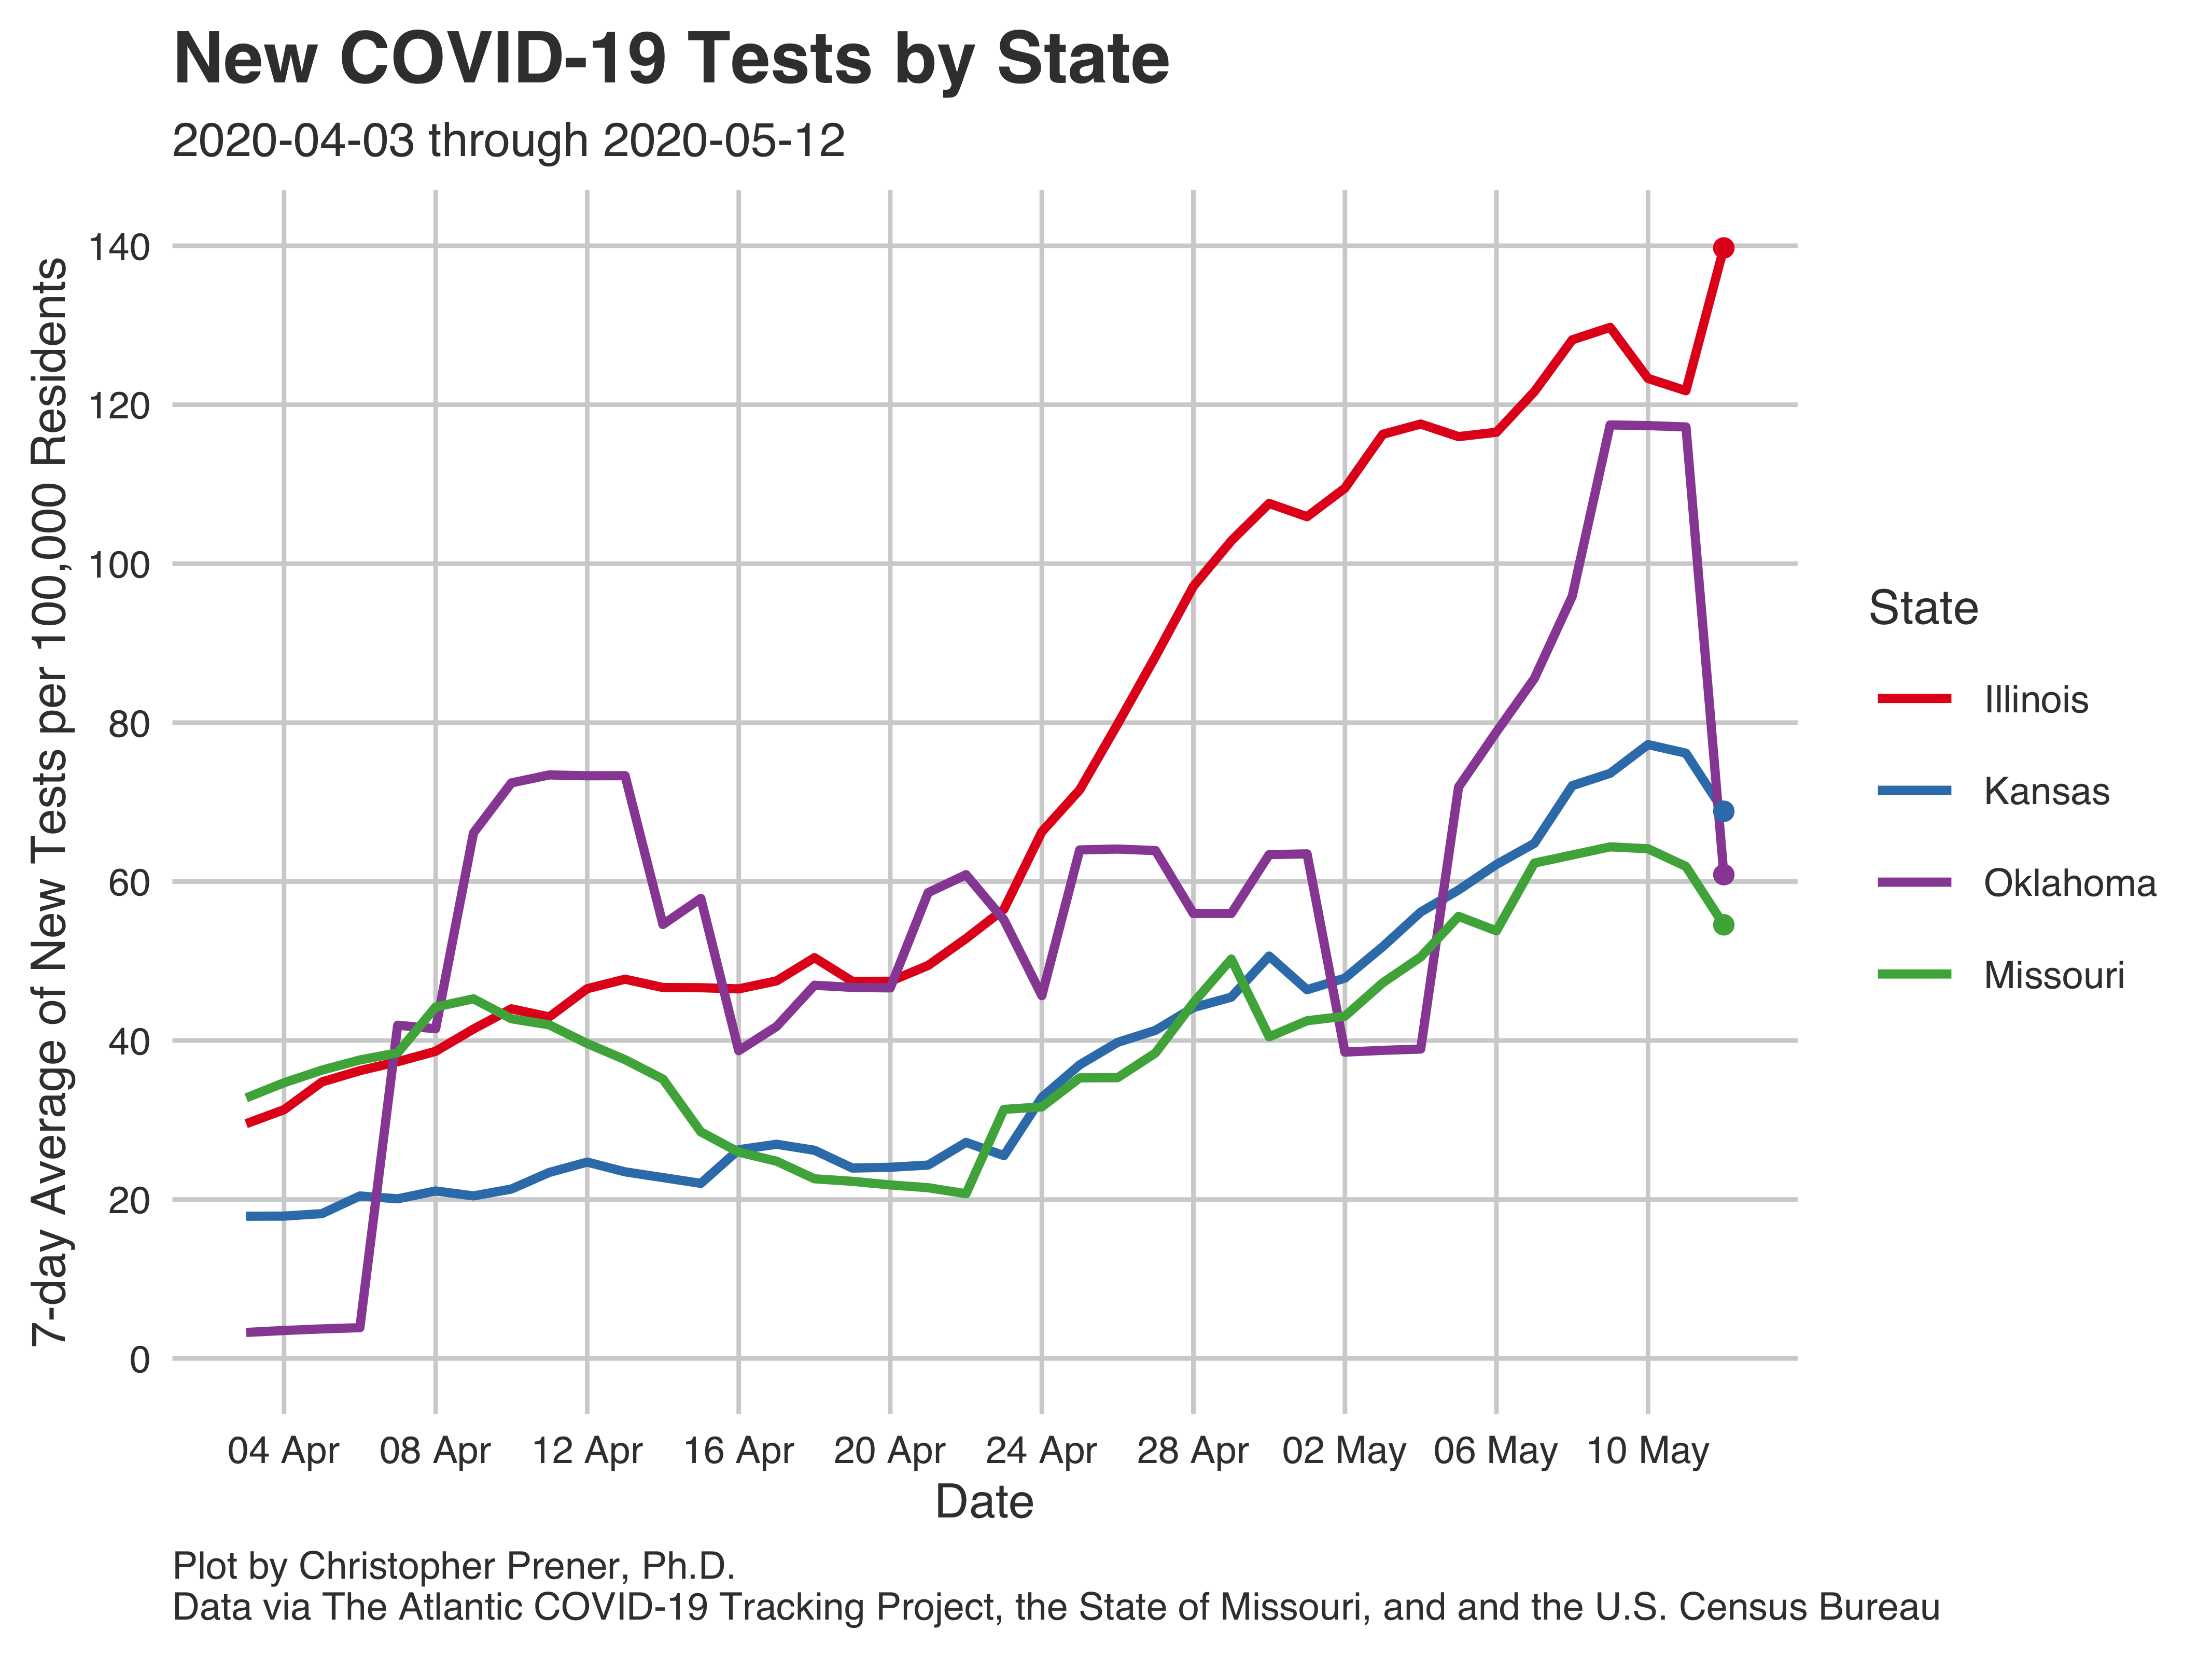 New COVID-19 Tests by State
2020-04-03 through 2020-05-12
7-day Average of New Tests per 100,000 Residents
140
120
100
80
60
40
20
0
04 Apr 08 Apr 12 Apr 16 Apr 20 Apr 24 Apr 28 Apr 02 May 06 May 10 May
Date
State
Illinois
Kansas
Oklahoma
Missouri
Plot by Christopher Prener, Ph.D.
Data via The Atlantic COVID-19 Tracking Project, the State of Missouri, and and the U.S. Census Bureau